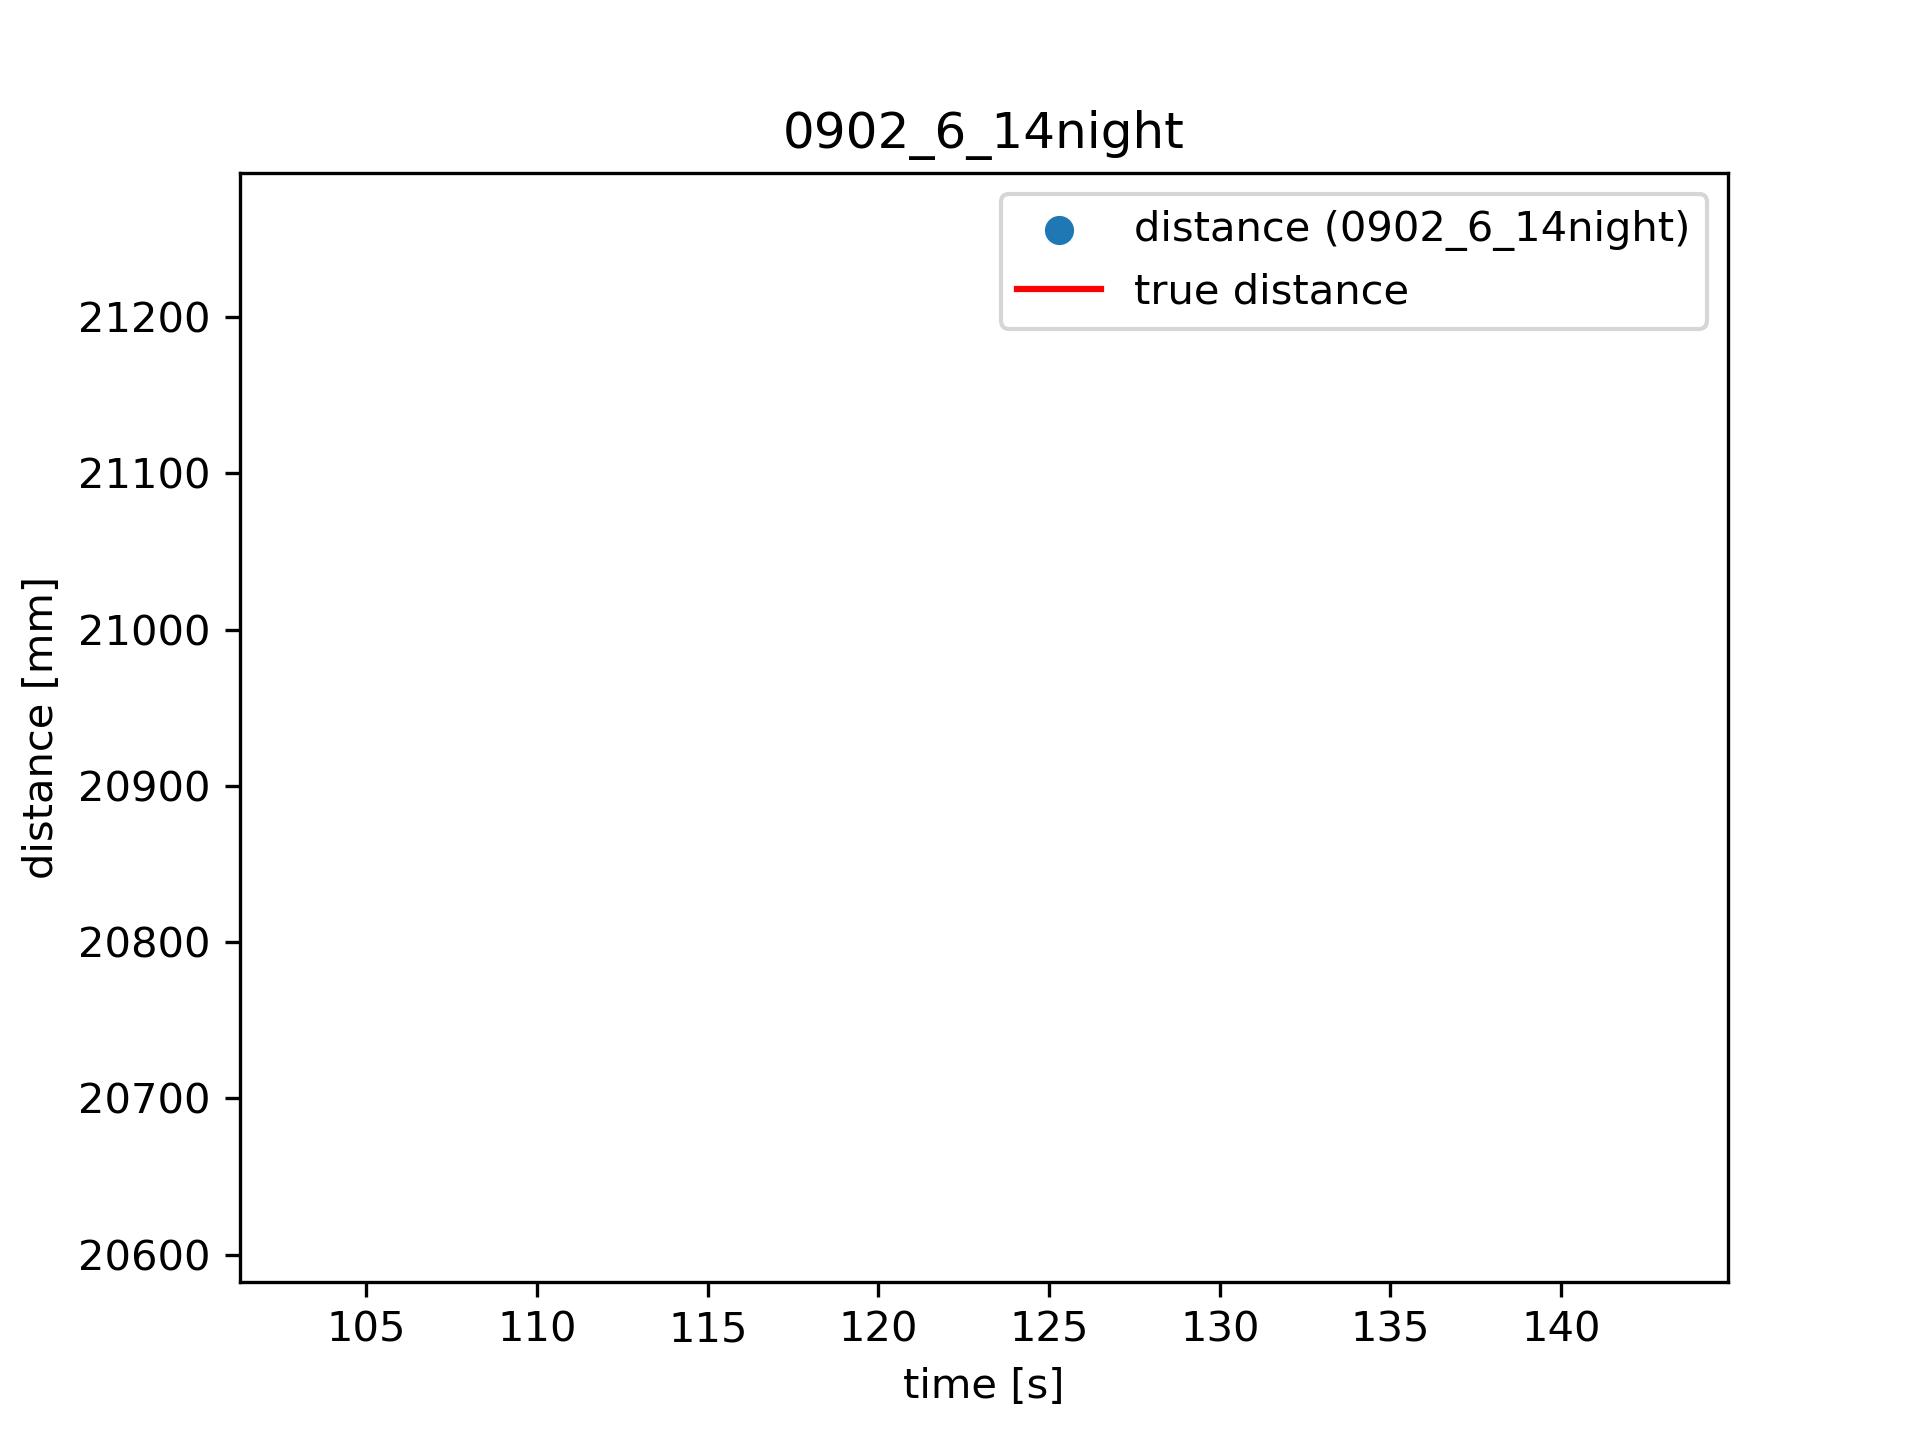 0902_6_14night
distance (0902_6_14night)
true distance
21200
21100
21000
20900
20800
20700
20600
distance [mm]
105 110 115 120 125 130 135 140
time [s]